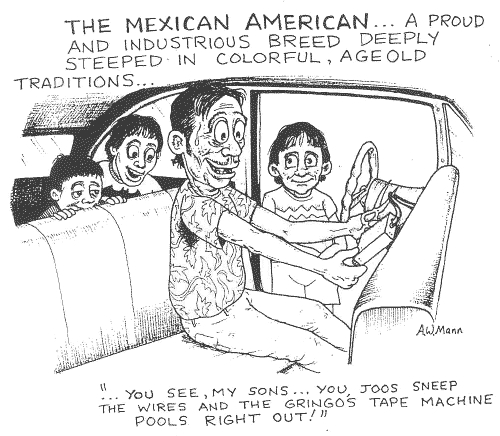 THE MEXICAN AMERICAN... A PROUD
AND INDUSTRIOUS BREED DEEPLY
STEEPED IN COLORFUL, AGEOLD
TRADITIONS...
A.W.Mann
"... YOU SEE, MY SONS... YOU, JOOS SNEEP
THE WIRES AND THE GRINGO'S TAPE MACHINE
POOLS RIGHT OUT!"